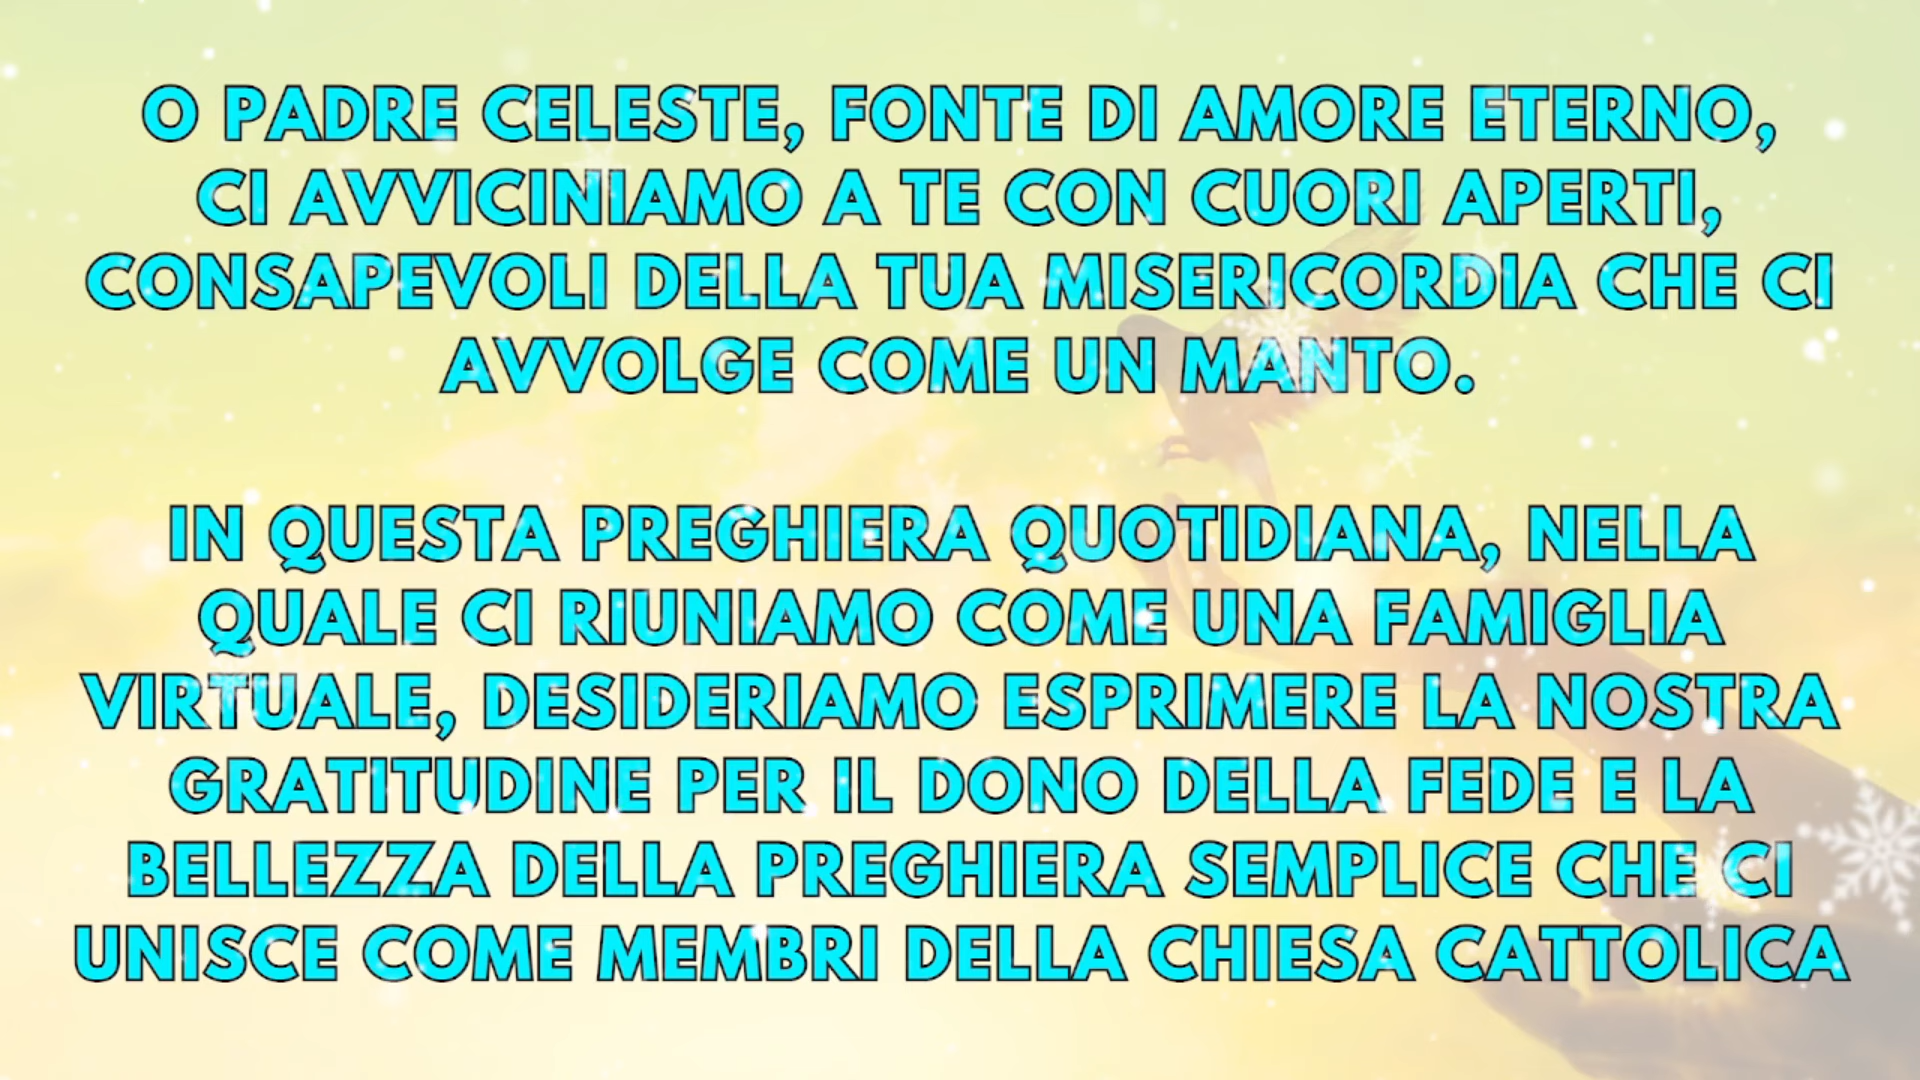 O PADRE CELESTE, FONTE DI AMORE ETERNO,
CI AVVICINIAMO A TE CON CUORI APERTI,
CONSAPEVOLI DELLA TUA MISERICORDIA CHE CI
AVVOLGE COME UN MANTO.
IN QUESTA PREGHIERA QUOTIDIANA, NELLA
QUALE CI RIUNIAMO COME UNA FAMIGLIA
VIRTUALE, DESIDERIAMO ESPRIMERE LA NOSTRA
GRATITUDINE PER IL DONO DELLA FEDE E LA
BELLEZZA DELLA PREGHIERA SEMPLICE CHE CI
UNISCE COME MEMBRI DELLA CHIESA CATTOLICA